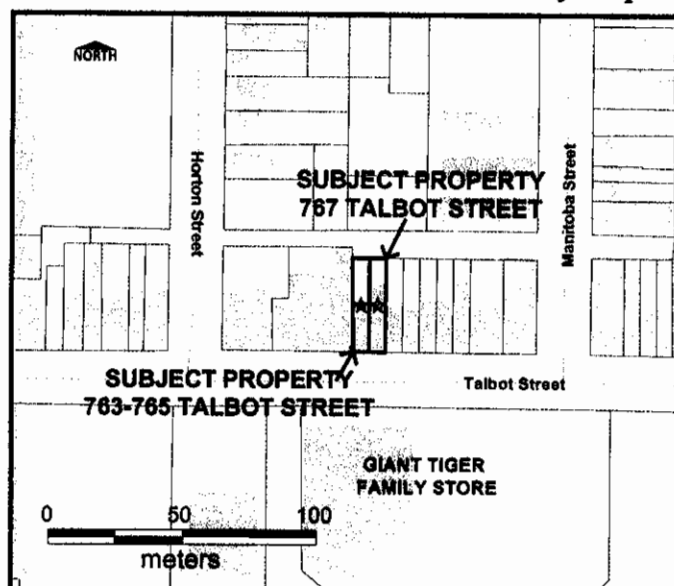 NORTH
Horton Street
Manitoba Street
SUBJECT PROPERTY
767 TALBOT STREET
SUBJECT PROPERTY
763-765 TALBOT STREET
Talbot Street
GIANT TIGER
FAMILY STORE
0 50 100
meters